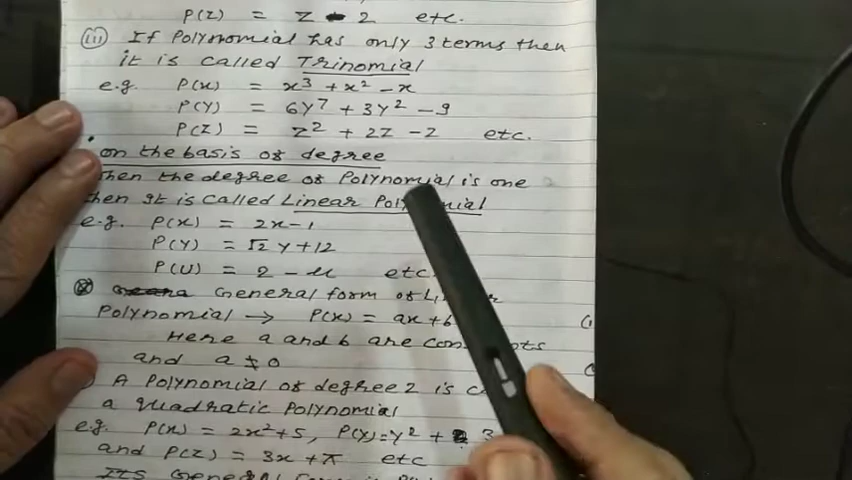 P(Z) = Z - 2 etc.
(iii) If Polynomial has only 3 terms then
it is called Trinomial
e.g. P(x) = x³ + x² - x
P(Y) = 6Y⁷ + 3Y² - 9
P(Z) = Z² + 2Z - 2 etc.
on the basis of degree
then the degree of Polynomial is one
then It is called Linear
e.g. P(x) = 2x - 1
P(Y) = √2 Y + 12
P(U) = 2 - u etc
General form of
Polynomial → P(x) = ax + b
Here a and b are
and a ≠ 0
A Polynomial of degree 2 is
a quadratic Polynomial
e.g. P(x) = 2x² + 5, P(Y) = Y² + 3
and P(Z) = 3x + π etc
Its General